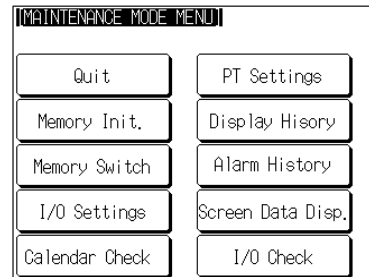 [MAINTENANCE MODE MENU]
Quit
PT Settings
Memory Init.
Display Hisory
Memory Switch
Alarm History
I/O Settings
Screen Data Disp.
Calendar Check
I/O Check